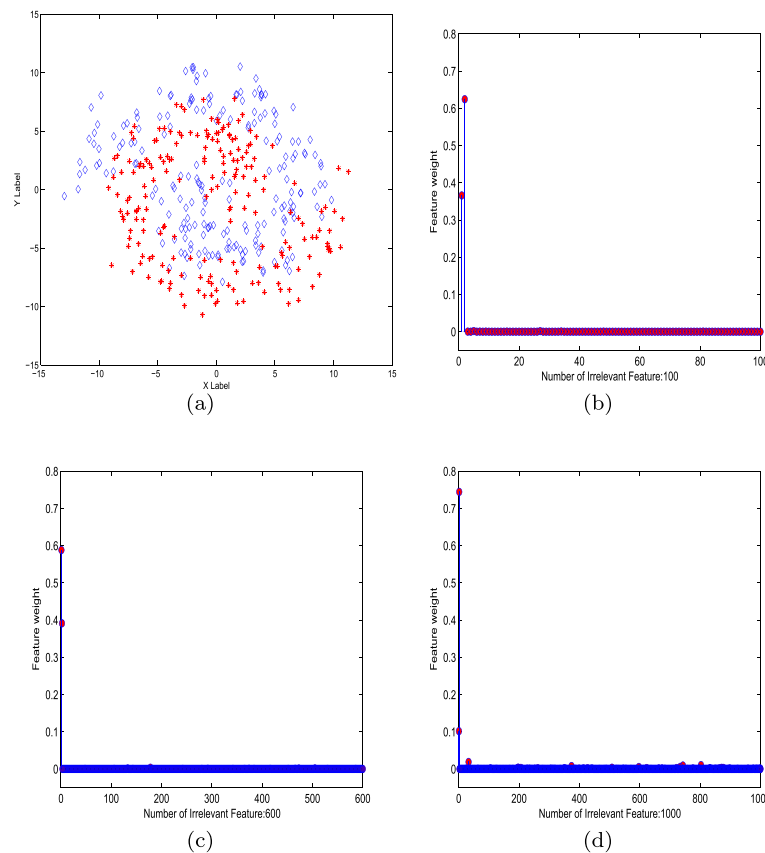 15
10
5
0
−5
−10
−15
Y Label
−15 −10 −5 0 5 10 15
X Label
(a)
0.8
0.7
0.6
0.5
0.4
0.3
0.2
0.1
0
Feature weight
0 20 40 60 80 100
Number of Irrelevant Feature:100
(b)
0.8
0.7
0.6
0.5
0.4
0.3
0.2
0.1
0
Feature weight
0 100 200 300 400 500 600
Number of Irrelevant Feature:600
(c)
0.8
0.7
0.6
0.5
0.4
0.3
0.2
0.1
0
Feature weight
0 200 400 600 800
Number of Irrelevant Feature:1000
(d)